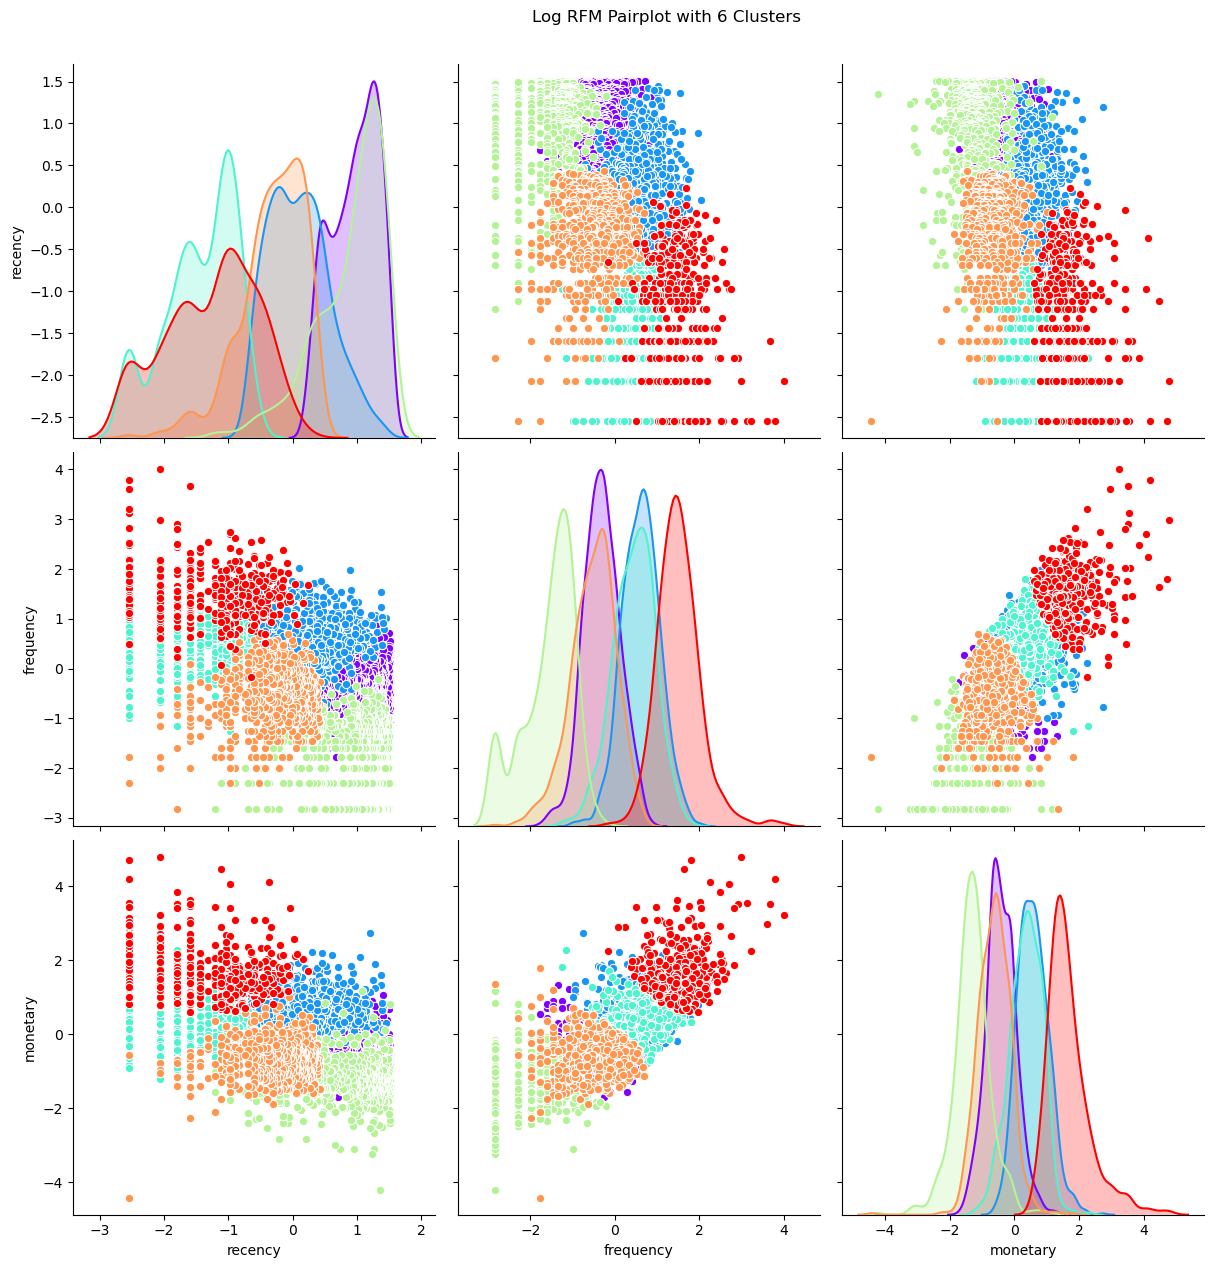 Log RFM Pairplot with 6 Clusters
1.5
1.0
0.5
0.0
−0.5
−1.0
−1.5
−2.0
−2.5
recency
4
3
2
1
0
−1
−2
−3
frequency
4
2
0
−2
−4
monetary
−3 −2 −1 0 1 2
−2 0 2 4
−4 −2 0 2 4
recency frequency monetary